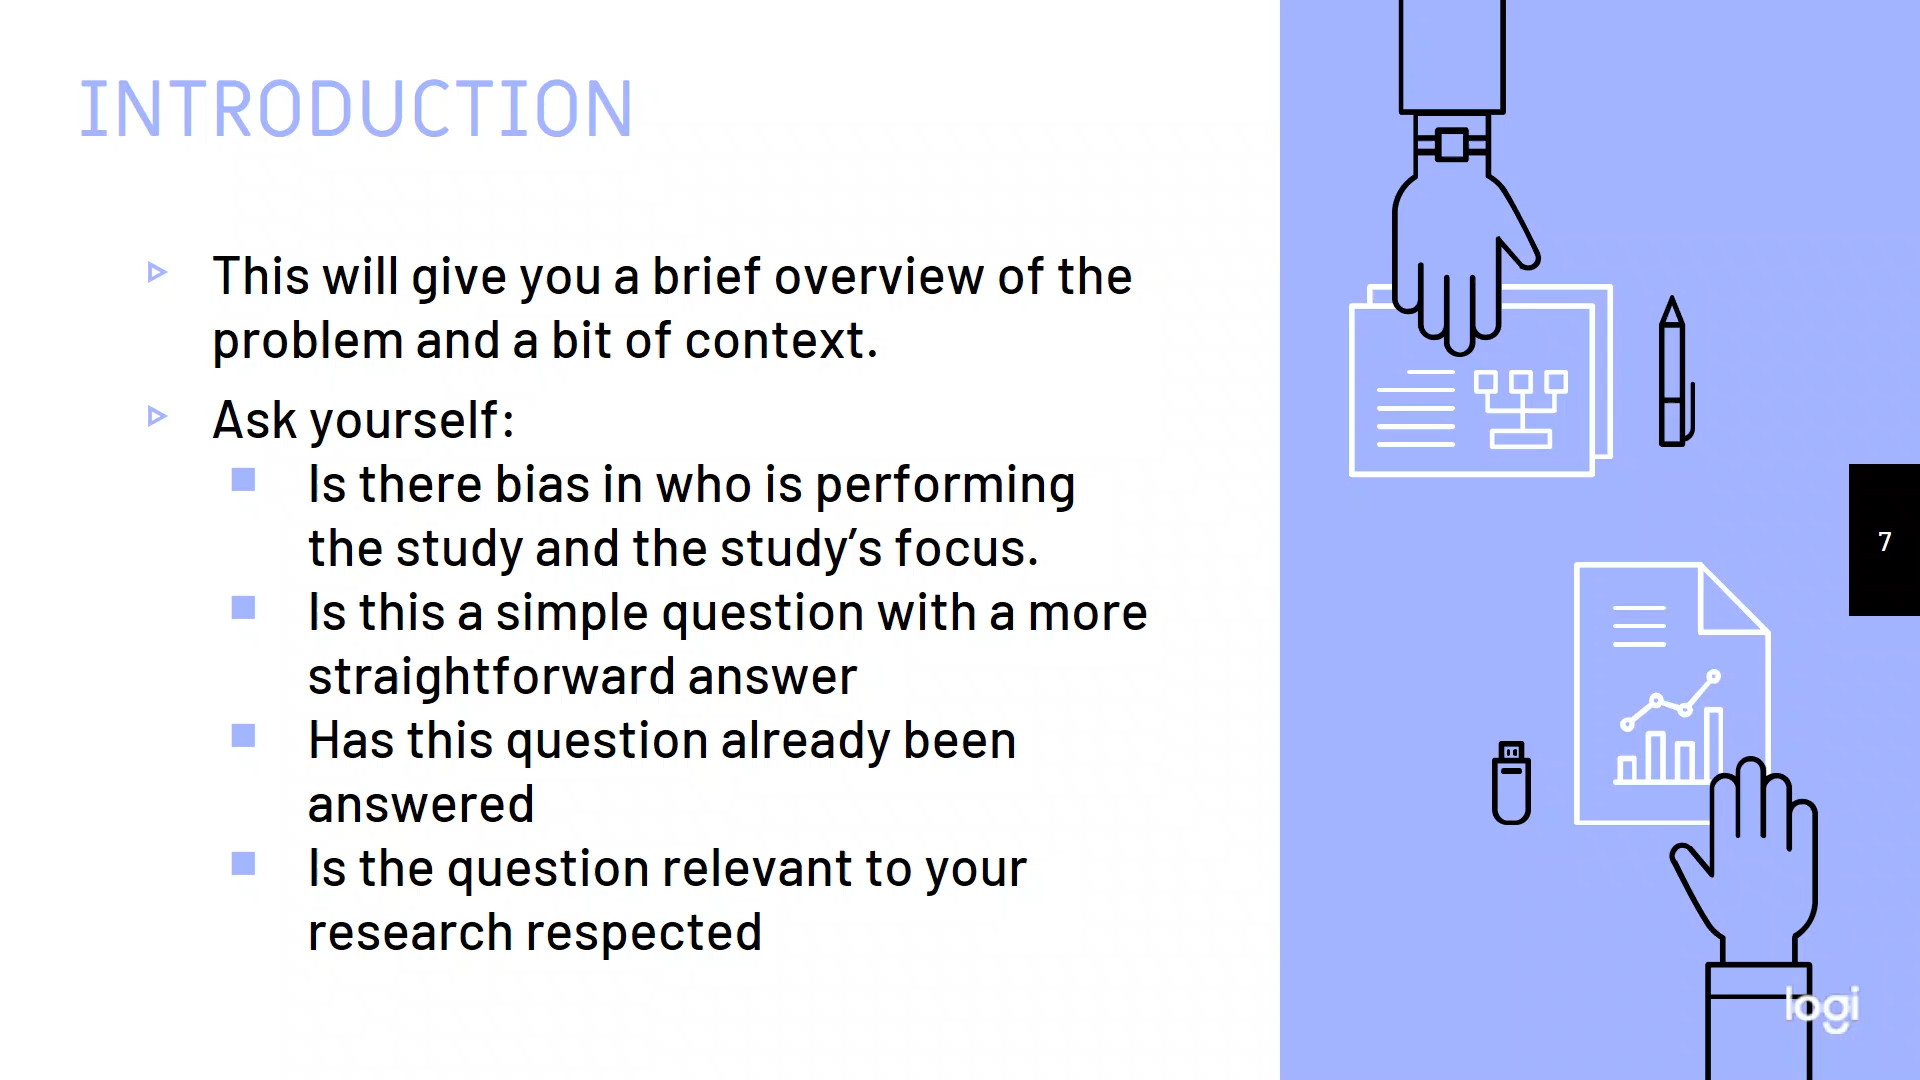 INTRODUCTION
This will give you a brief overview of the
problem and a bit of context.
Ask yourself:
Is there bias in who is performing
the study and the study’s focus.
Is this a simple question with a more
straightforward answer
Has this question already been
answered
Is the question relevant to your
research respected
7
logi